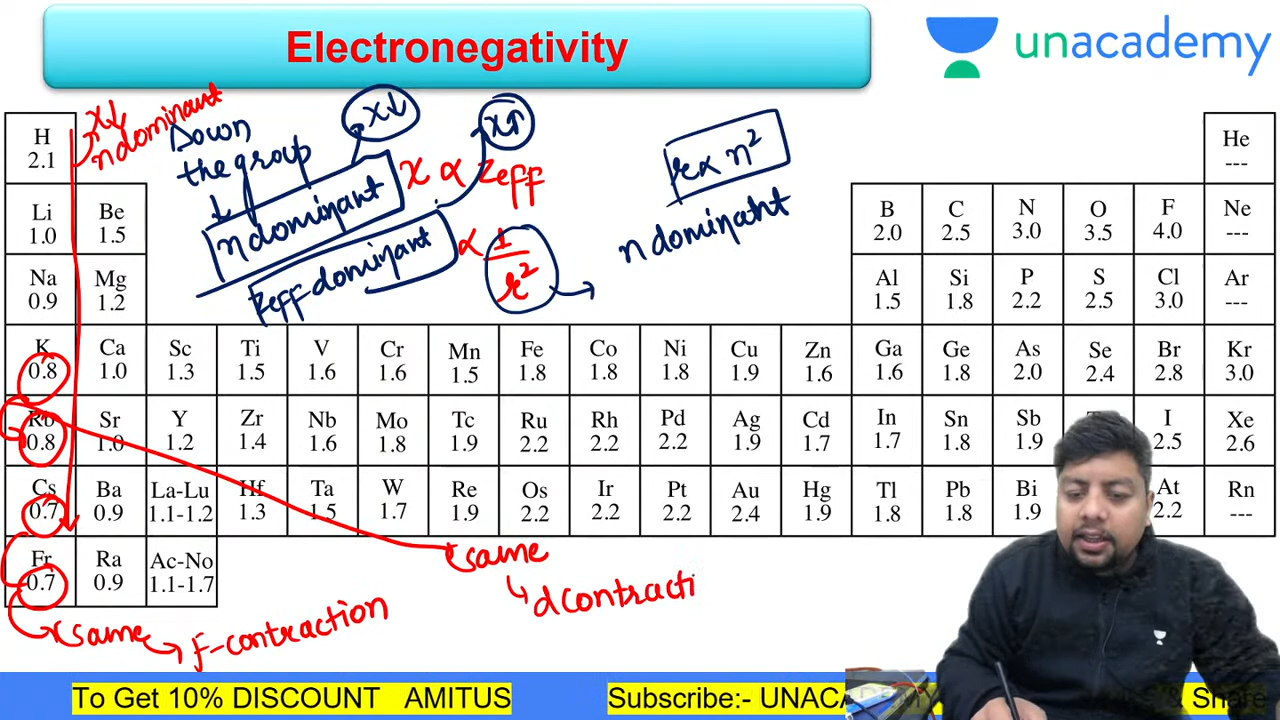 Electronegativity
unacademy
H 2.1
He ---
Li 1.0
Be 1.5
B 2.0
C 2.5
N 3.0
O 3.5
F 4.0
Ne ---
Na 0.9
Mg 1.2
Al 1.5
Si 1.8
P 2.2
S 2.5
Cl 3.0
Ar ---
K 0.8
Ca 1.0
Sc 1.3
Ti 1.5
V 1.6
Cr 1.6
Mn 1.5
Fe 1.8
Co 1.8
Ni 1.8
Cu 1.9
Zn 1.6
Ga 1.6
Ge 1.8
As 2.0
Se 2.4
Br 2.8
Kr 3.0
Rb 0.8
Sr 1.0
Y 1.2
Zr 1.4
Nb 1.6
Mo 1.8
Tc 1.9
Ru 2.2
Rh 2.2
Pd 2.2
Ag 1.9
Cd 1.7
In 1.7
Sn 1.8
Sb 1.9
I 2.5
Xe 2.6
Cs 0.7
Ba 0.9
La-Lu 1.1-1.2
Hf 1.3
Ta 1.5
W 1.7
Re 1.9
Os 2.2
Ir 2.2
Pt 2.2
Au 2.4
Hg 1.9
Tl 1.8
Pb 1.8
Bi 1.9
At 2.2
Rn ---
Fr 0.7
Ra 0.9
Ac-No 1.1-1.7
x↓
n dominant
Down
the group
↓
n dominant
x↓
Zeff dominant
x↑
x ∝ Zeff
∝ 1/r²
r ∝ n²
n dominant
same
↳ d contracti
same → f-contraction
To Get 10% DISCOUNT AMITUS
Subscribe:- UNACA
& Share